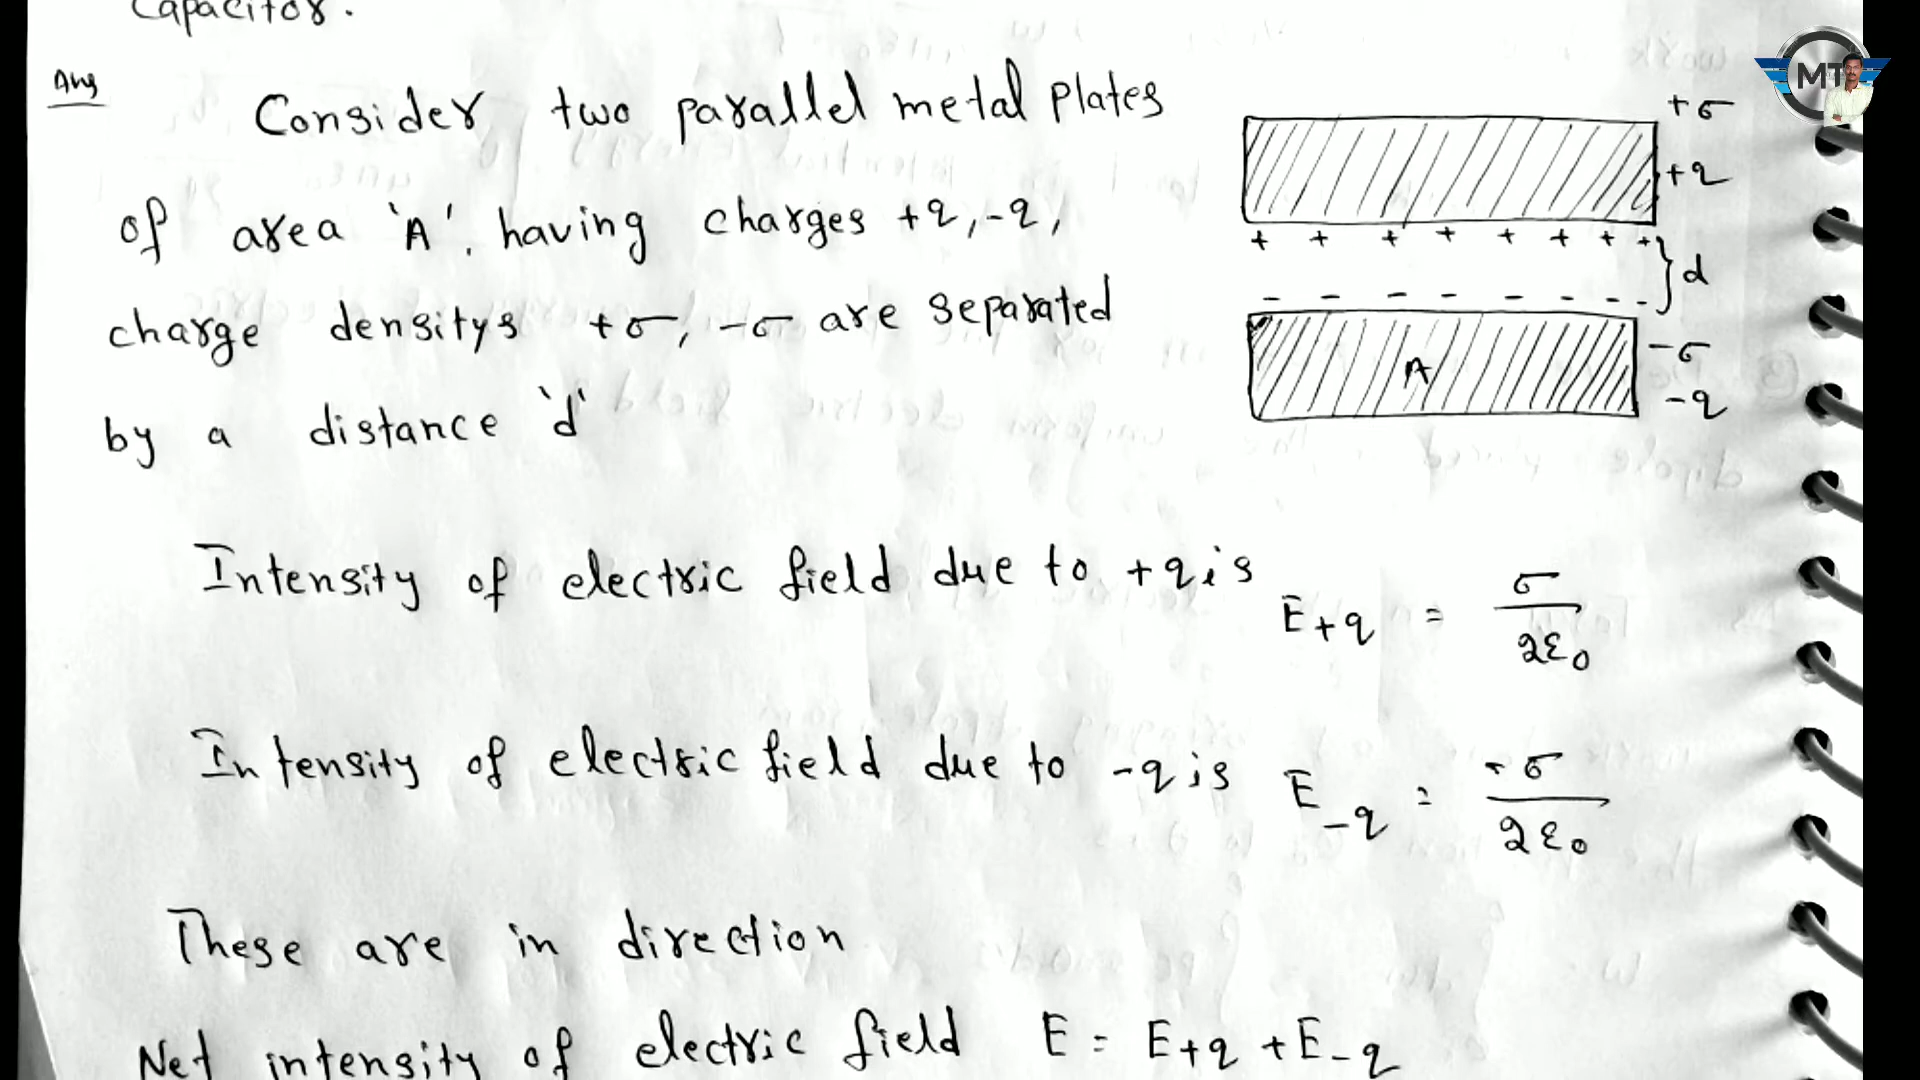 Capacitor.
Ans
Consider two parallel metal plates
of area 'A', having charges +q, -q,
charge densitys +σ, -σ are separated
by a distance 'd'
+σ
+q
+ + + + + + + +
d
- - - - - - - -
A
-σ
-q
Intensity of electric field due to +q is E+q = σ/2ε₀
Intensity of electric field due to -q is E-q = -σ/2ε₀
These are in direction
Net intensity of electric field E = E+q + E-q
MT